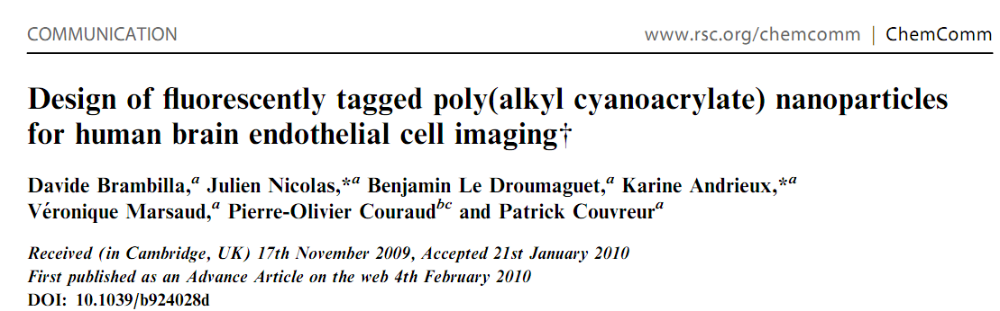 COMMUNICATION www.rsc.org/chemcomm | ChemComm
Design of fluorescently tagged poly(alkyl cyanoacrylate) nanoparticles
for human brain endothelial cell imaging†
Davide Brambilla,a Julien Nicolas,*a Benjamin Le Droumaguet,a Karine Andrieux,*a
Véronique Marsaud,a Pierre-Olivier Couraudbc and Patrick Couvreura
Received (in Cambridge, UK) 17th November 2009, Accepted 21st January 2010
First published as an Advance Article on the web 4th February 2010
DOI: 10.1039/b924028d